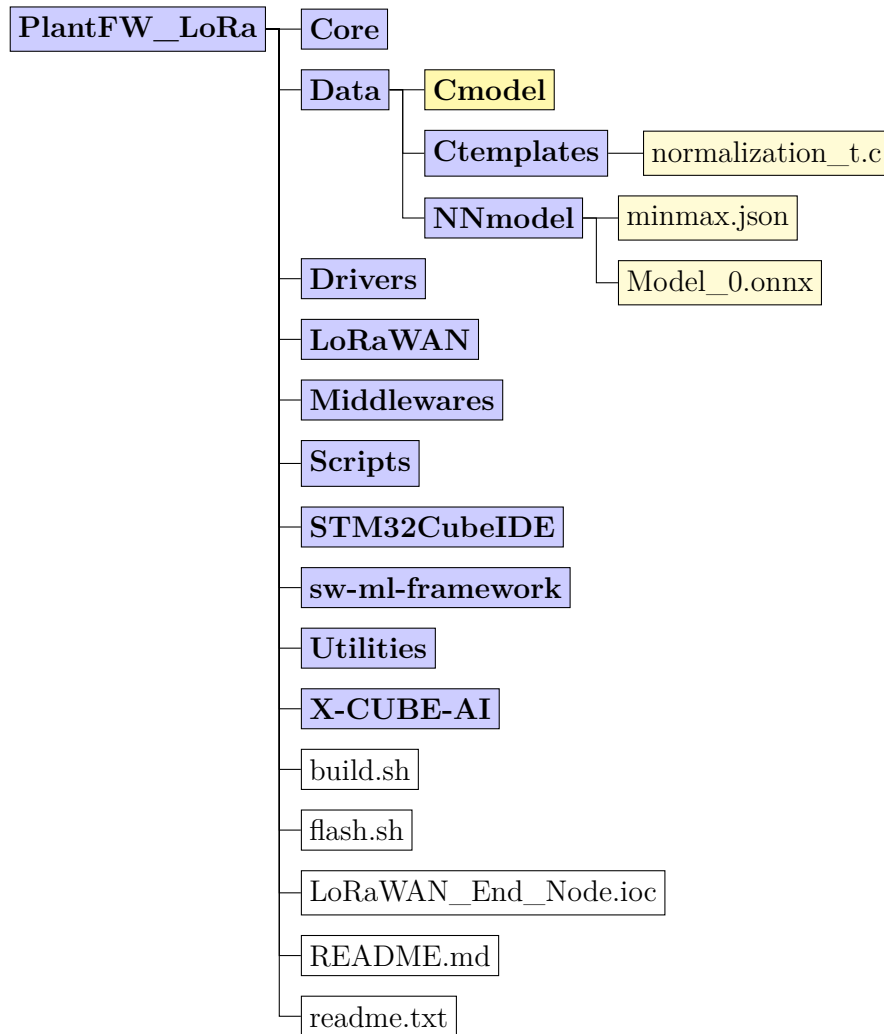 PlantFW_LoRa
Core
Data
Cmodel
Ctemplates
normalization_t.c
NNmodel
minmax.json
Model_0.onnx
Drivers
LoRaWAN
Middlewares
Scripts
STM32CubeIDE
sw-ml-framework
Utilities
X-CUBE-AI
build.sh
flash.sh
LoRaWAN_End_Node.ioc
README.md
readme.txt